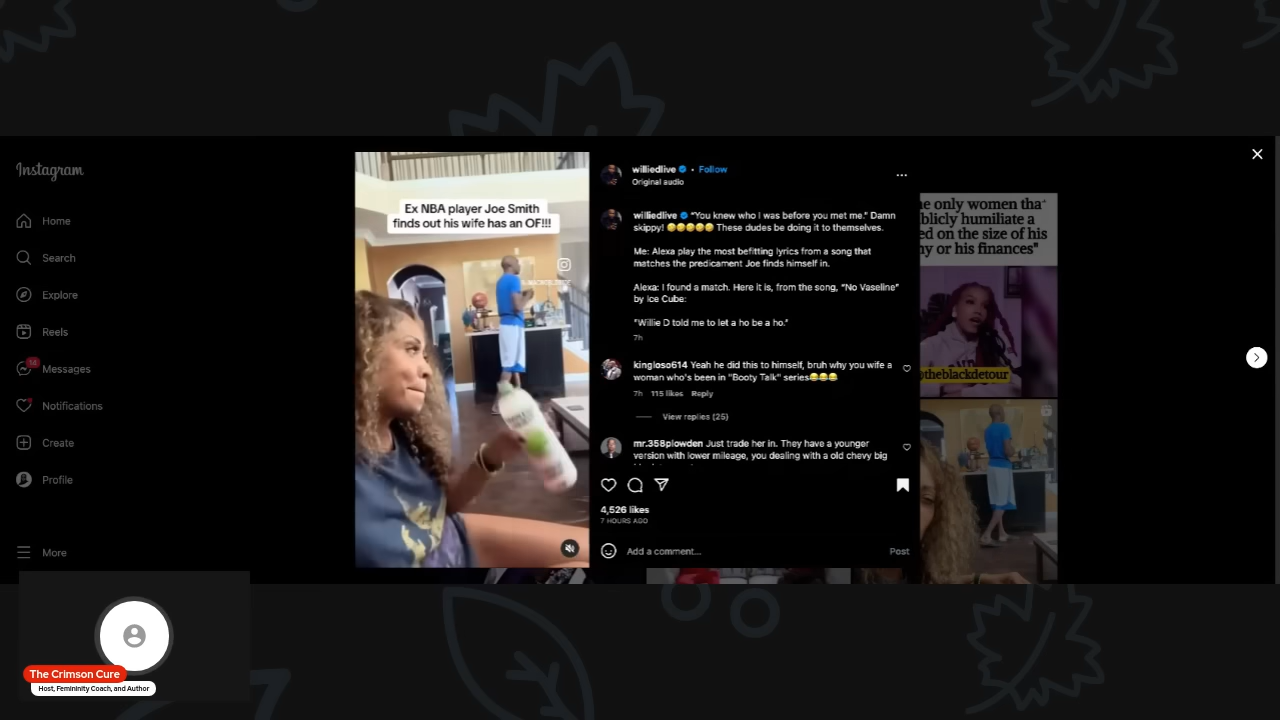 Instagram
Home
Search
Explore
Reels
14
Messages
Notifications
Create
Profile
More
Ex NBA player Joe Smith
finds out his wife has an OF!!!
williedlive • Follow
Original audio
williedlive "You knew who I was before you met me." Damn
skippy! 🤣🤣🤣🤣🤣 These dudes be doing it to themselves.
Me: Alexa play the most befitting lyrics from a song that
matches the predicament Joe finds himself in.
Alexa: I found a match. Here it is, from the song, "No Vaseline"
by Ice Cube:
"Willie D told me to let a ho be a ho."
7h
kingloso614 Yeah he did this to himself, bruh why you wife a
woman who's been in "Booty Talk" series😂😂😂
7h 115 likes Reply
View replies (25)
mr.358plowden Just trade her in. They have a younger
version with lower mileage, you dealing with a old chevy big
4,526 likes
7 HOURS AGO
Add a comment...
Post
e only women tha
blicly humiliate a
ed on the size of his
y or his finances"
@theblackdetour
The Crimson Cure
Host, Femininity Coach, and Author